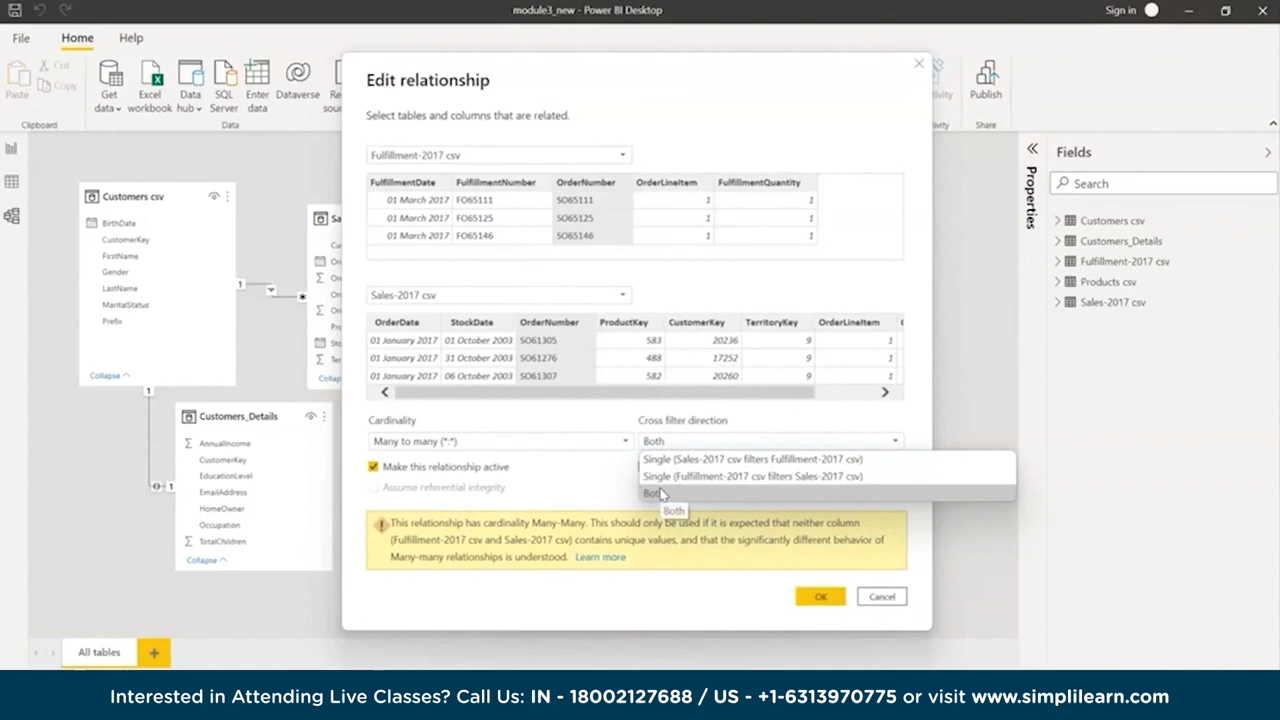 module3_new - Power BI Desktop
Sign in
File
Home
Help
Paste
Cut
Copy
Clipboard
Get data
Excel workbook
Data hub
SQL Server
Enter data
Dataverse
Data
Publish
Share
Edit relationship
Select tables and columns that are related.
Fulfillment-2017 csv
FulfillmentDate FulfillmentNumber OrderNumber OrderLineItem FulfillmentQuantity
01 March 2017 FO65111 SO65111 1 1
01 March 2017 FO65125 SO65125 1 1
01 March 2017 FO65146 SO65146 1 1
Sales-2017 csv
OrderDate StockDate OrderNumber ProductKey CustomerKey TerritoryKey OrderLineItem
01 January 2017 01 October 2003 SO61305 583 20236 9 1
01 January 2017 31 October 2003 SO61276 488 17252 9 1
01 January 2017 06 October 2003 SO61307 582 20260 9 1
Cardinality
Many to many (*:*)
Cross filter direction
Both
Single (Sales-2017 csv filters Fulfillment-2017 csv)
Single (Fulfillment-2017 csv filters Sales-2017 csv)
Both
Both
Make this relationship active
Assume referential integrity
This relationship has cardinality Many-Many. This should only be used if it is expected that neither column
(Fulfillment-2017 csv and Sales-2017 csv) contains unique values, and that the significantly different behavior of
Many-many relationships is understood. Learn more
OK
Cancel
Customers csv
BirthDate
CustomerKey
FirstName
Gender
LastName
MaritalStatus
Prefix
Collapse
1
*
1
1
Customers_Details
AnnualIncome
CustomerKey
EducationLevel
EmailAddress
HomeOwner
Occupation
TotalChildren
Collapse
Properties
Fields
Search
Customers csv
Customers_Details
Fulfillment-2017 csv
Products csv
Sales-2017 csv
All tables
Interested in Attending Live Classes? Call Us: IN - 18002127688 / US - +1-6313970775 or visit www.simplilearn.com